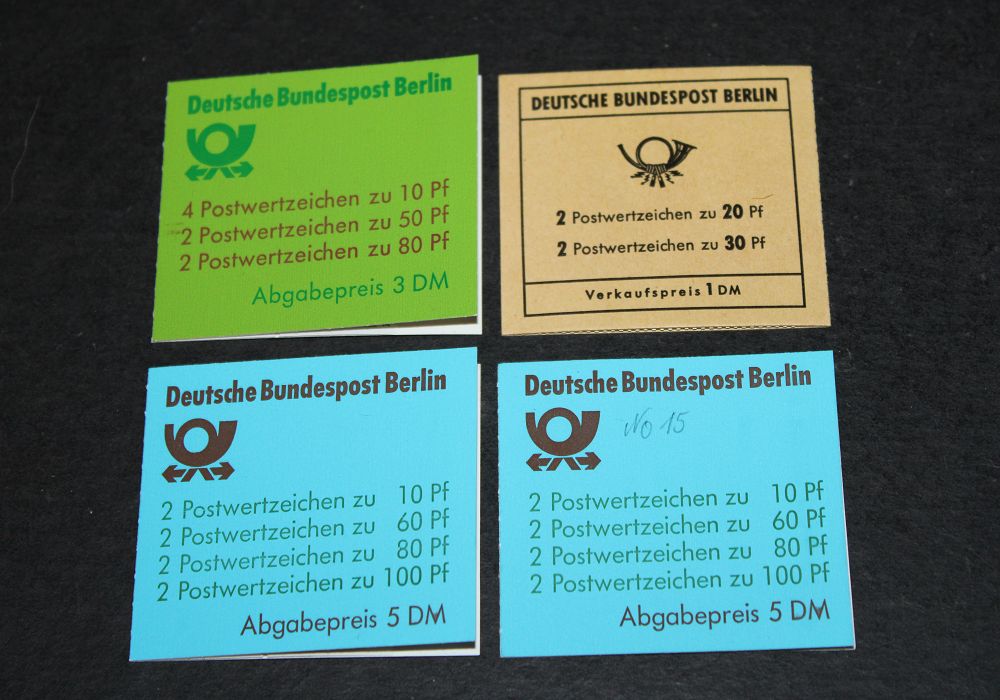 Deutsche Bundespost Berlin
4 Postwertzeichen zu 10 Pf
2 Postwertzeichen zu 50 Pf
2 Postwertzeichen zu 80 Pf
Abgabepreis 3 DM
DEUTSCHE BUNDESPOST BERLIN
2 Postwertzeichen zu 20 Pf
2 Postwertzeichen zu 30 Pf
Verkaufspreis 1 DM
Deutsche Bundespost Berlin
2 Postwertzeichen zu 10 Pf
2 Postwertzeichen zu 60 Pf
2 Postwertzeichen zu 80 Pf
2 Postwertzeichen zu 100 Pf
Abgabepreis 5 DM
Deutsche Bundespost Berlin
No 15
2 Postwertzeichen zu 10 Pf
2 Postwertzeichen zu 60 Pf
2 Postwertzeichen zu 80 Pf
2 Postwertzeichen zu 100 Pf
Abgabepreis 5 DM